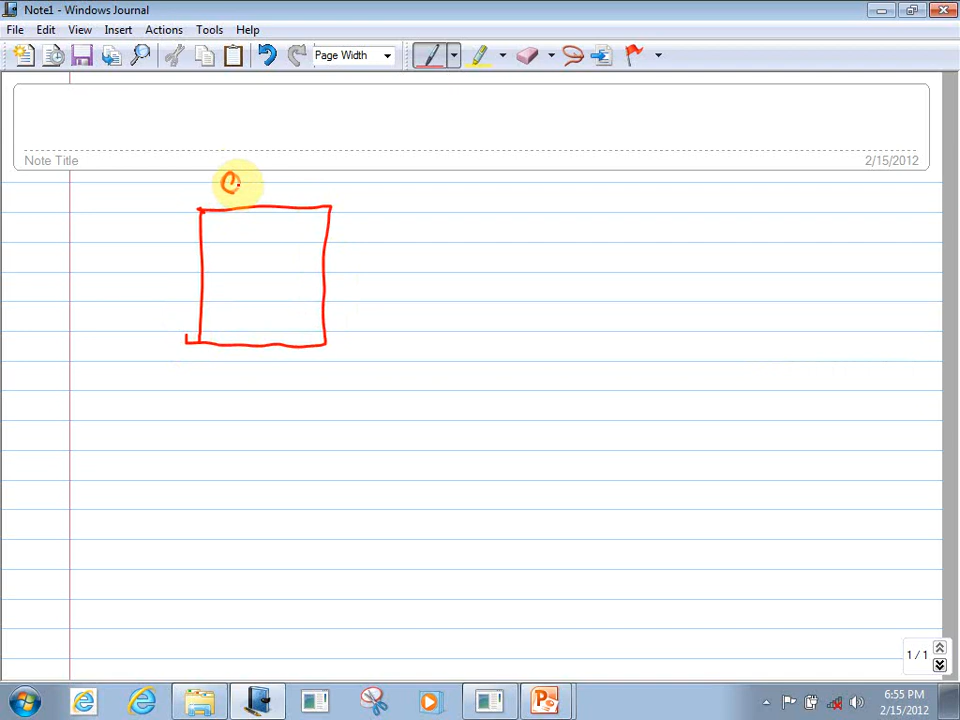 Note1 - Windows Journal
File Edit View Insert Actions Tools Help
Page Width
Note Title 2/15/2012
1 / 1
6:55 PM
2/15/2012